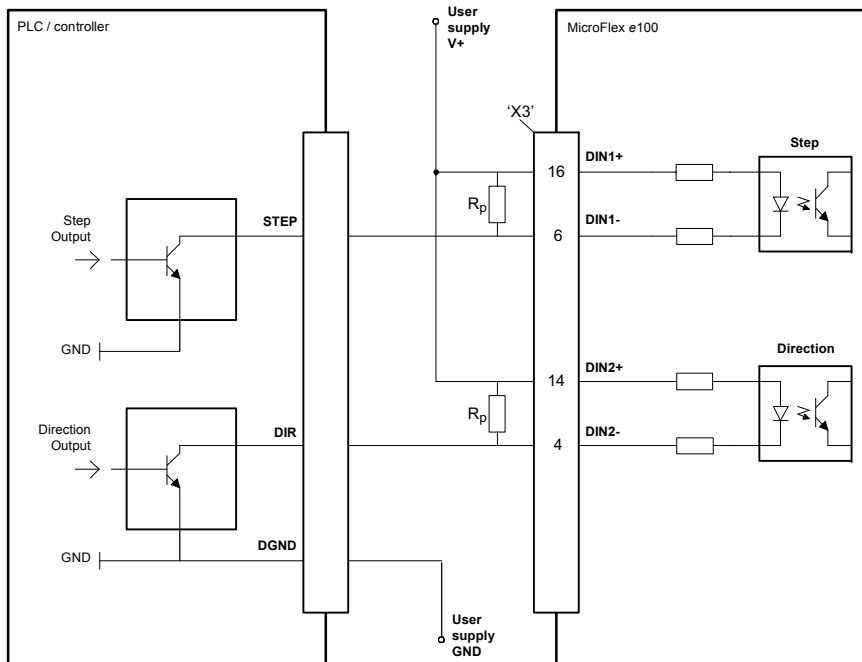 PLC / controller
User
supply
V+
MicroFlex e100
'X3'
Step
Output
STEP
GND
Rp
16
DIN1+
6
DIN1-
Step
Direction
Output
DIR
GND
DGND
Rp
14
DIN2+
4
DIN2-
Direction
User
supply
GND